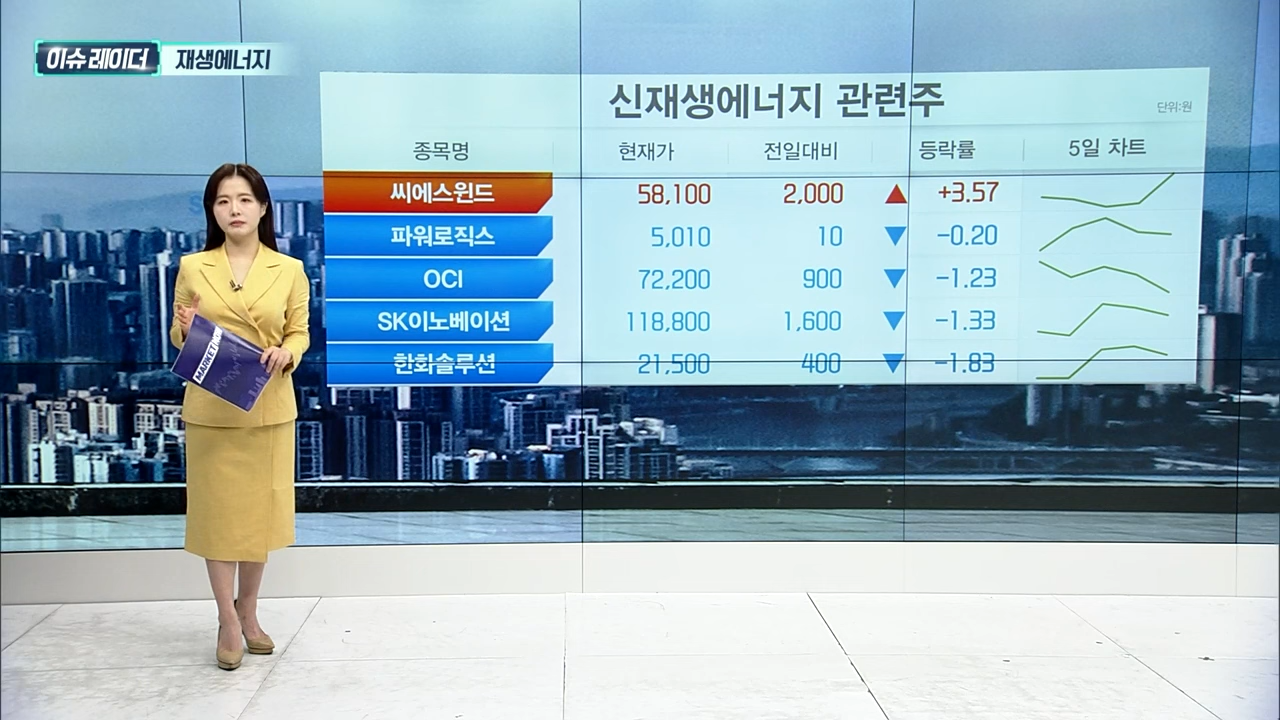 이슈 레이더 재생에너지
신재생에너지 관련주
단위:원
종목명 현재가 전일대비 등락률 5일 차트
씨에스윈드 58,100 2,000 ▲ +3.57
파워로직스 5,010 10 ▼ -0.20
OCI 72,200 900 ▼ -1.23
SK이노베이션 118,800 1,600 ▼ -1.33
한화솔루션 21,500 400 ▼ -1.83
MARKET NOW